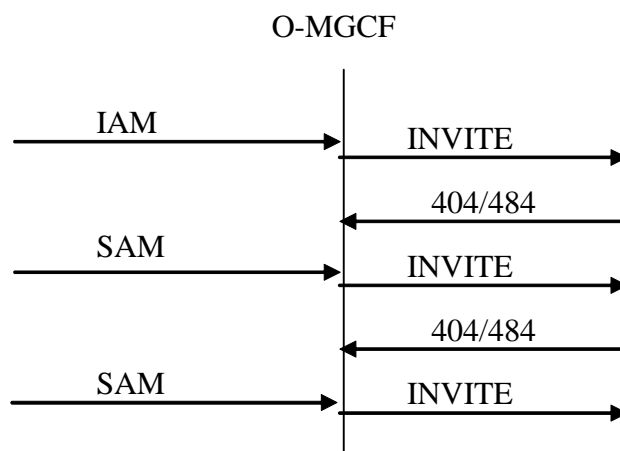 O-MGCF
IAM
INVITE
404/484
SAM
INVITE
404/484
SAM
INVITE